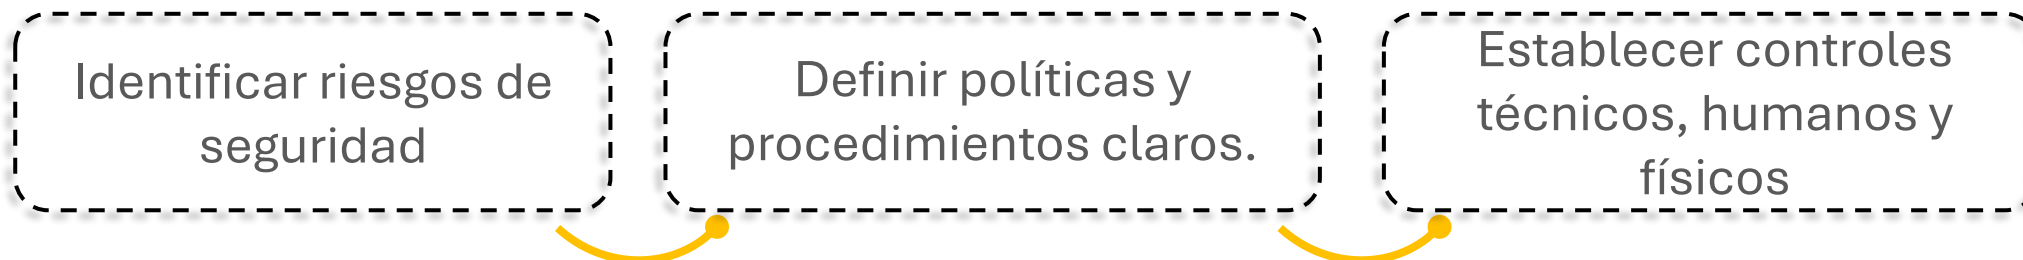 Identificar riesgos de
seguridad
Definir políticas y
procedimientos claros.
Establecer controles
técnicos, humanos y
físicos